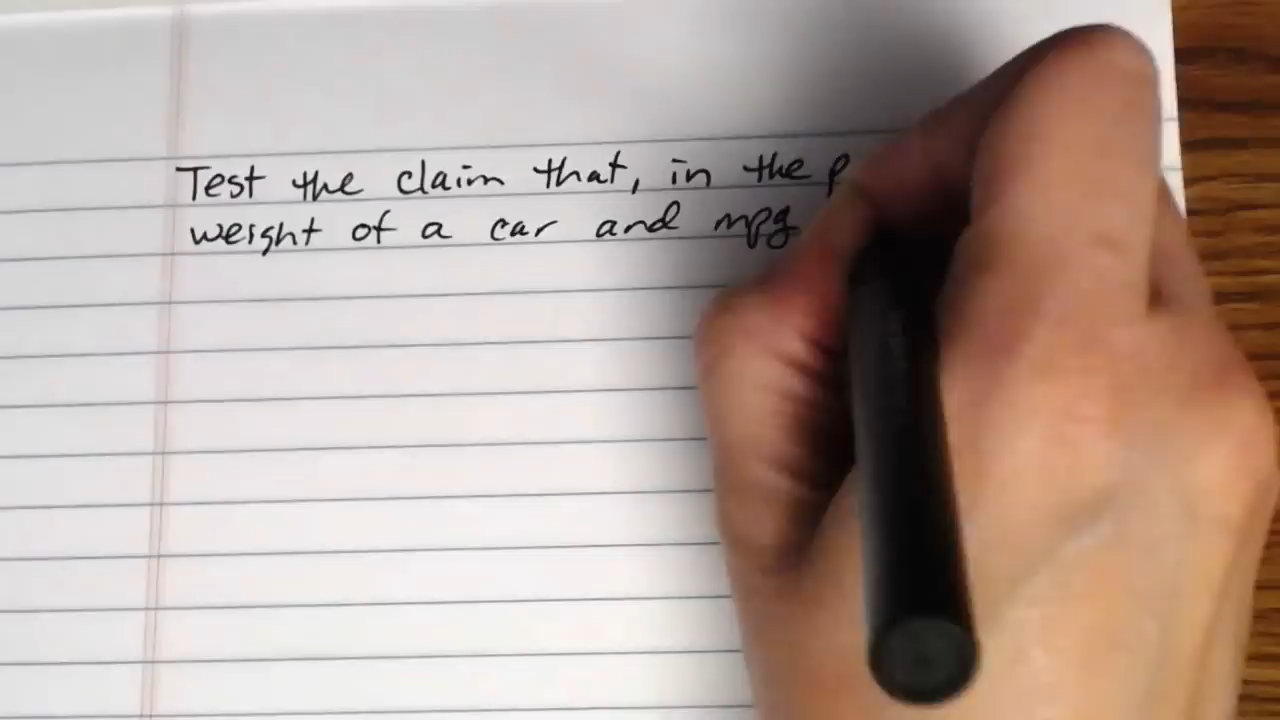 Test the claim that, in the
weight of a car and mpg